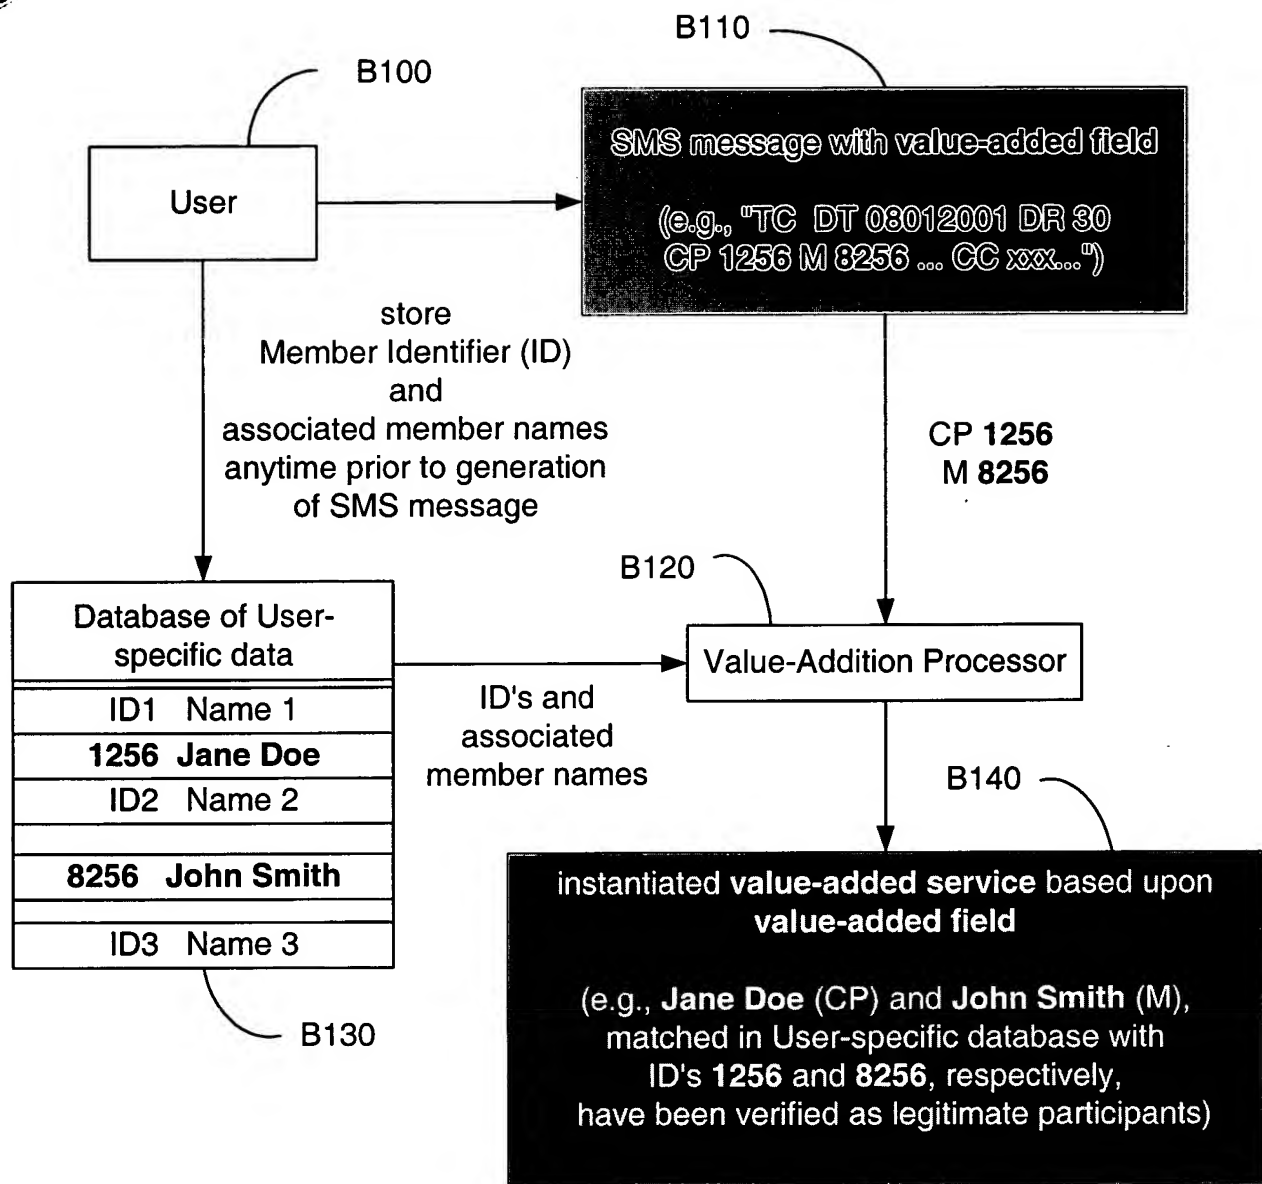 B110
B100
SMS message with value-added field
(e.g., "TC DT 08012001 DR 30
CP 1256 M 8256 ... CC xxx...")
User
store
Member Identifier (ID)
and
associated member names
anytime prior to generation
of SMS message
CP 1256
M 8256
B120
Database of User-
specific data
ID1 Name 1
1256 Jane Doe
ID2 Name 2
8256 John Smith
ID3 Name 3
B130
Value-Addition Processor
ID's and
associated
member names
B140
instantiated value-added service based upon
value-added field
(e.g., Jane Doe (CP) and John Smith (M),
matched in User-specific database with
ID's 1256 and 8256, respectively,
have been verified as legitimate participants)